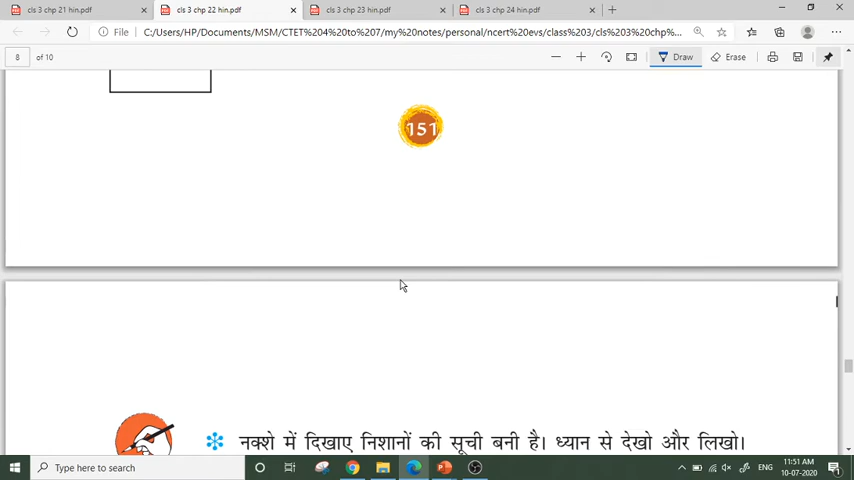 cls 3 chp 21 hin.pdf
cls 3 chp 22 hin.pdf
cls 3 chp 23 hin.pdf
cls 3 chp 24 hin.pdf
File
C:/Users/HP/Documents/MSM/CTET%204%20to%207/my%20notes/personal/ncert%20evs/class%203/cls%203%20chp%...
8 of 10
Draw
Erase
151
नक्शे में दिखाए निशानों की सूची बनी है। ध्यान से देखो और लिखो।
Type here to search
ENG
11:51 AM
10-07-2020